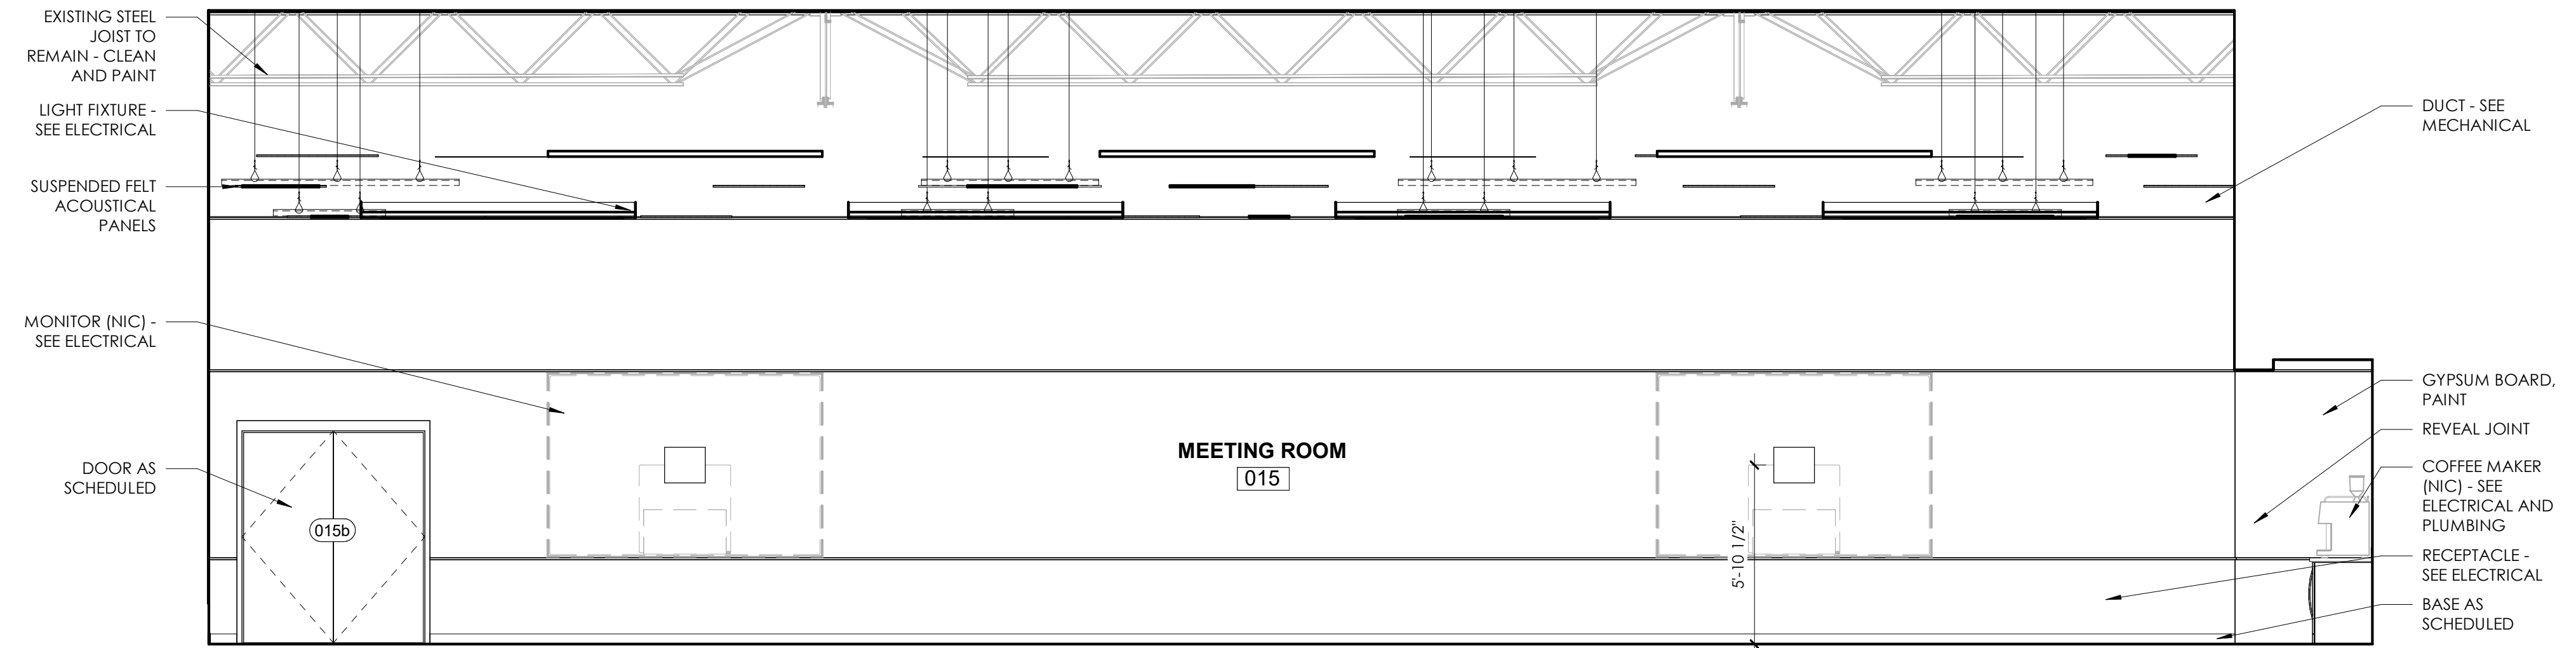 EXISTING STEEL
JOIST TO
REMAIN - CLEAN
AND PAINT
LIGHT FIXTURE -
SEE ELECTRICAL
SUSPENDED FELT
ACOUSTICAL
PANELS
MONITOR (NIC) -
SEE ELECTRICAL
DOOR AS
SCHEDULED
015b
MEETING ROOM
015
5'-10 1/2"
DUCT - SEE
MECHANICAL
GYPSUM BOARD,
PAINT
REVEAL JOINT
COFFEE MAKER
(NIC) - SEE
ELECTRICAL AND
PLUMBING
RECEPTACLE -
SEE ELECTRICAL
BASE AS
SCHEDULED